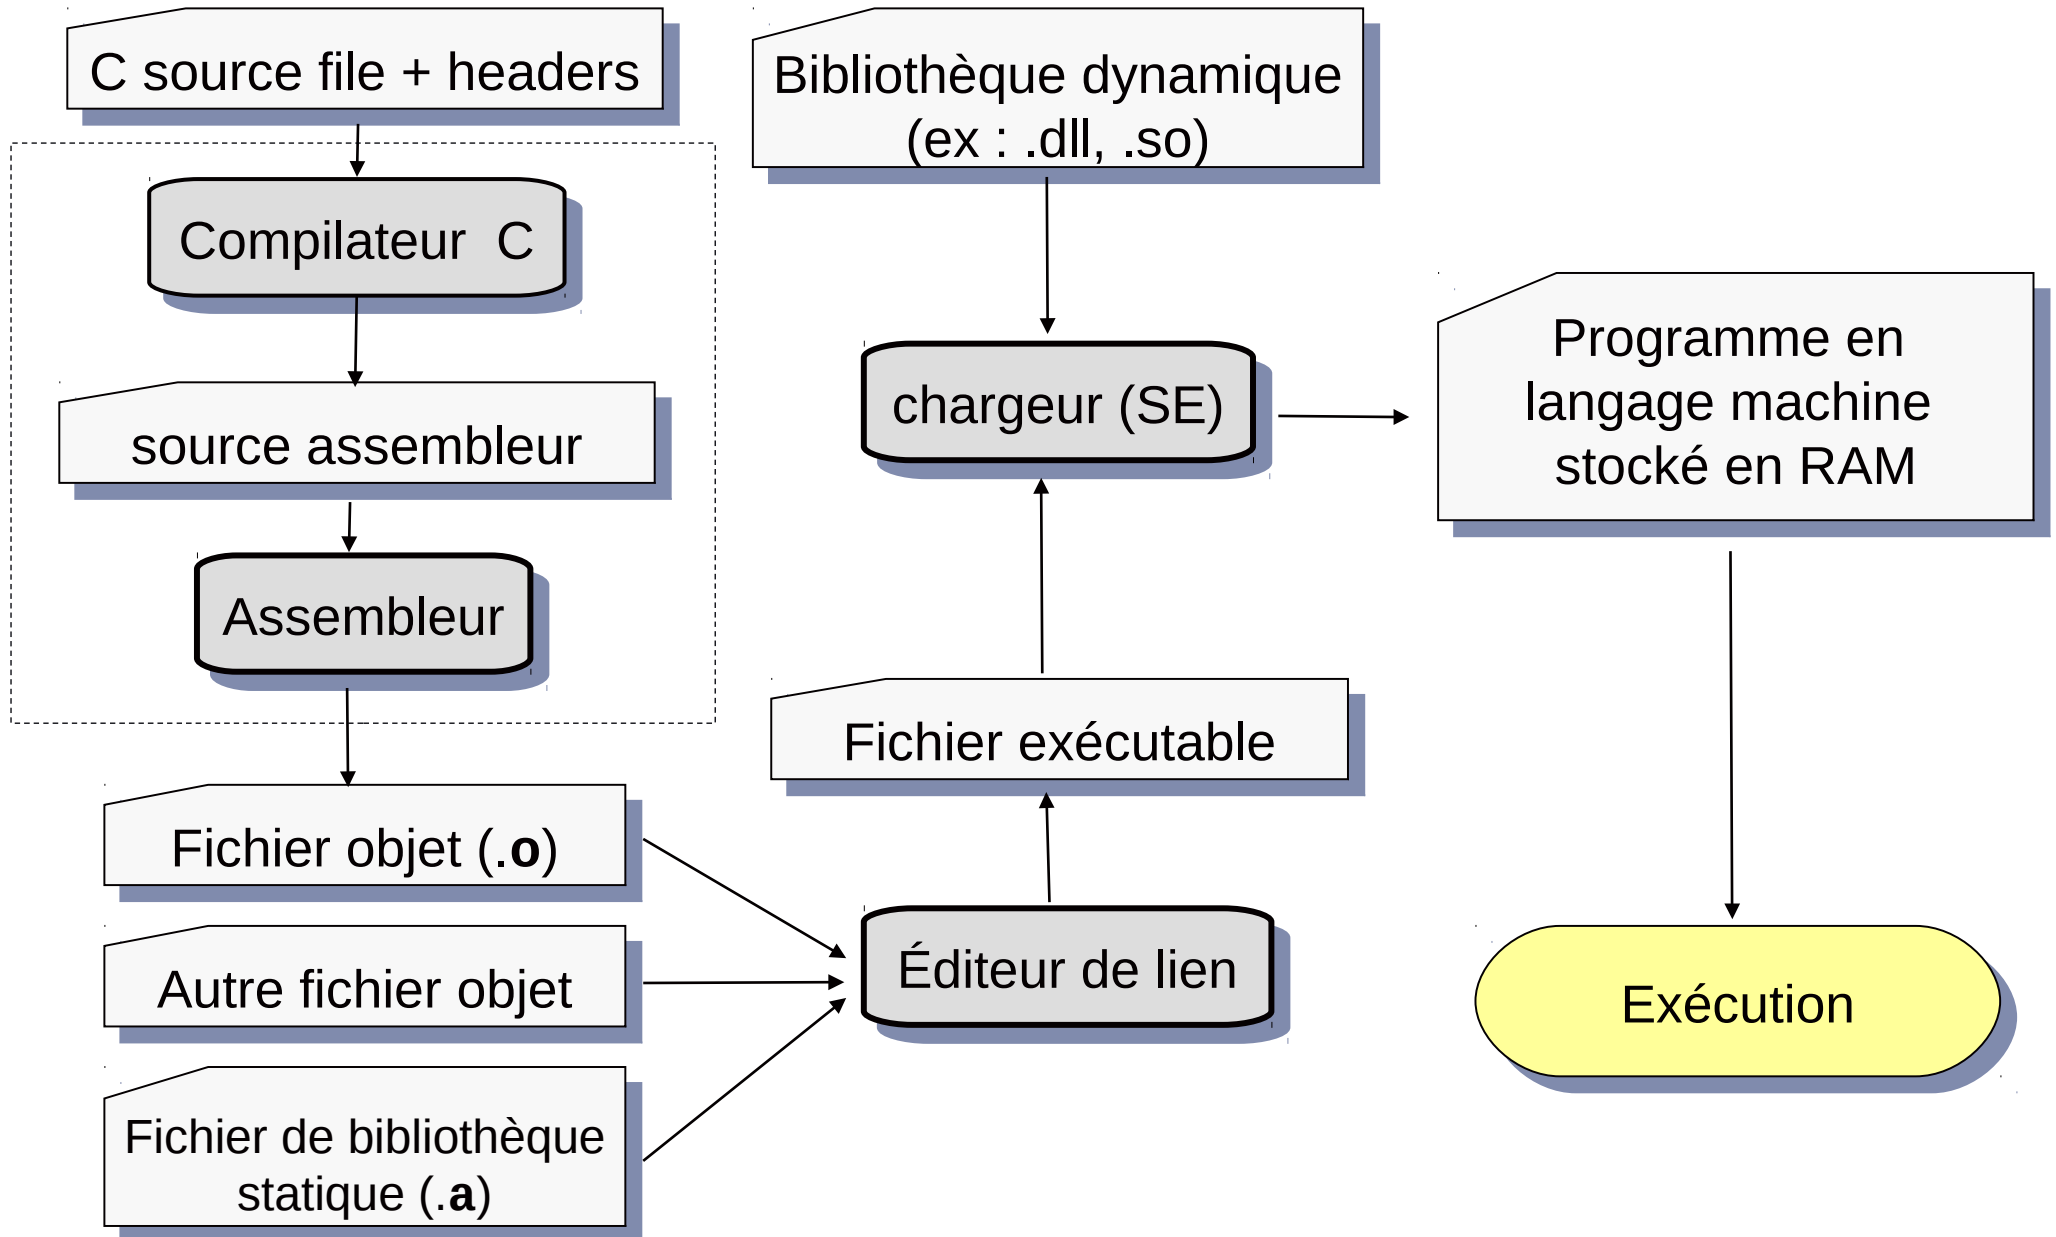 C source file + headers
Compilateur  C
source assembleur
Assembleur
Fichier objet (.o)
Autre fichier objet
Fichier de bibliothèque
statique (.a)
Bibliothèque dynamique
(ex : .dll, .so)
chargeur (SE)
Fichier exécutable
Éditeur de lien
Programme en
langage machine
stocké en RAM
Exécution